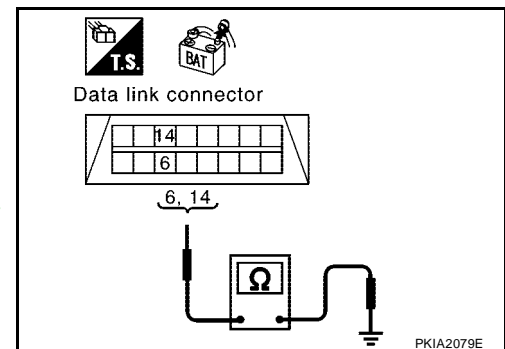 T.S.
BAT
Data link connector
14
6
6, 14
Ω
PKIA2079E